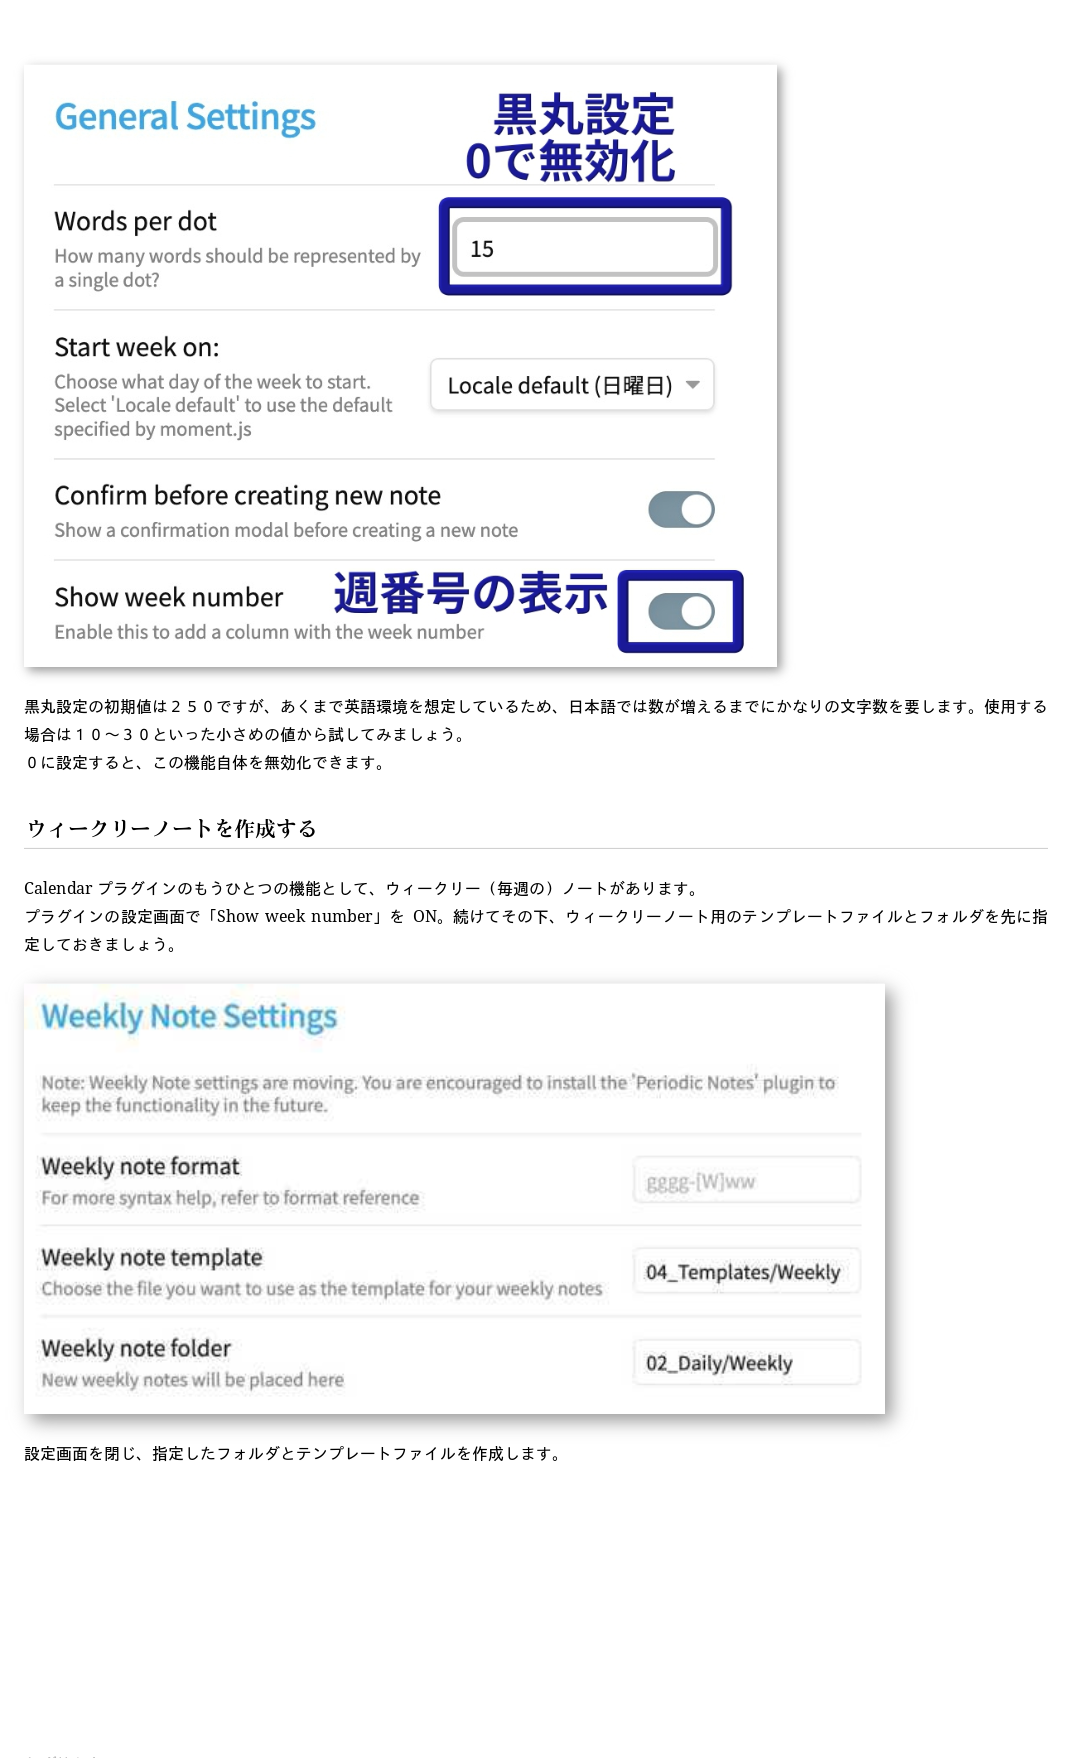 General Settings
黒丸設定
0で無効化
Words per dot
How many words should be represented by
a single dot?
15
Start week on:
Choose what day of the week to start.
Select 'Locale default' to use the default
specified by moment.js
Locale default (日曜日)
Confirm before creating new note
Show a confirmation modal before creating a new note
Show week number
週番号の表示
Enable this to add a column with the week number
黒丸設定の初期値は２５０ですが、あくまで英語環境を想定しているため、日本語では数が増えるまでにかなりの文字数を要します。使用する
場合は１０～３０といった小さめの値から試してみましょう。
０に設定すると、この機能自体を無効化できます。
ウィークリーノートを作成する
Calendar プラグインのもうひとつの機能として、ウィークリー（毎週の）ノートがあります。
プラグインの設定画面で「Show week number」を ON。続けてその下、ウィークリーノート用のテンプレートファイルとフォルダを先に指
定しておきましょう。
Weekly Note Settings
Note: Weekly Note settings are moving. You are encouraged to install the 'Periodic Notes' plugin to
keep the functionality in the future.
Weekly note format
For more syntax help, refer to format reference
gggg-[W]ww
Weekly note template
Choose the file you want to use as the template for your weekly notes
04_Templates/Weekly
Weekly note folder
New weekly notes will be placed here
02_Daily/Weekly
設定画面を閉じ、指定したフォルダとテンプレートファイルを作成します。